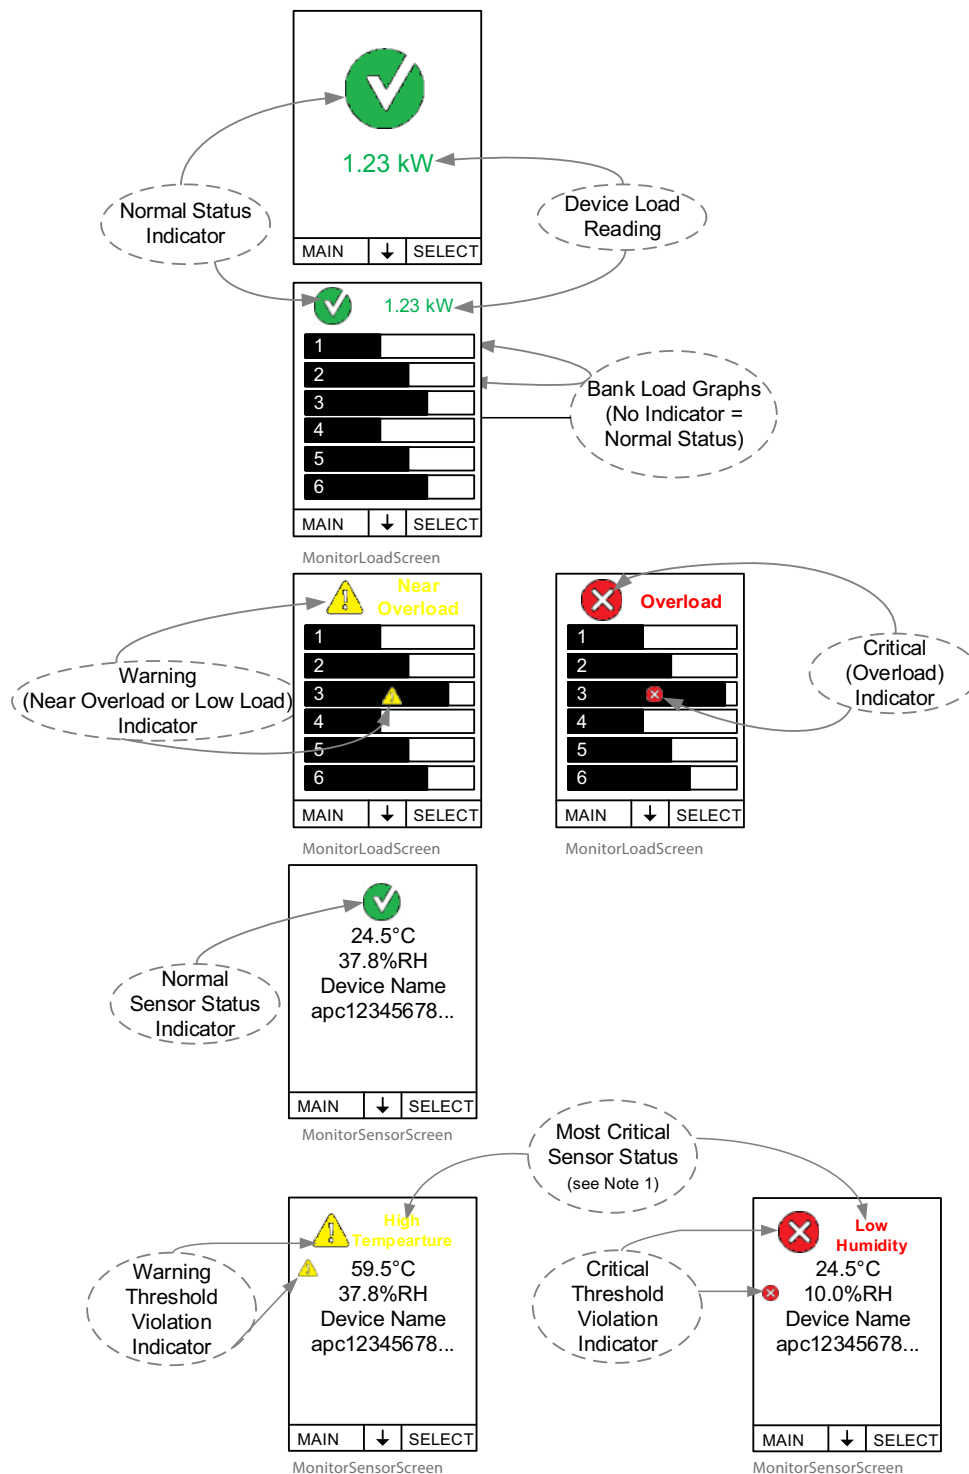 1.23 kW
Normal Status
Indicator
Device Load
Reading
MAIN
SELECT
1.23 kW
1
2
3
4
5
6
Bank Load Graphs
(No Indicator =
Normal Status)
MAIN
SELECT
MonitorLoadScreen
Near
Overload
1
2
3
4
5
6
Warning
(Near Overload or Low Load)
Indicator
MAIN
SELECT
MonitorLoadScreen
Overload
1
2
3
4
5
6
Critical
(Overload)
Indicator
MAIN
SELECT
MonitorLoadScreen
24.5°C
37.8%RH
Device Name
apc12345678...
Normal
Sensor Status
Indicator
MAIN
SELECT
MonitorSensorScreen
Most Critical
Sensor Status
(see Note 1)
High
Tempearture
59.5°C
37.8%RH
Device Name
apc12345678...
Warning
Threshold
Violation
Indicator
MAIN
SELECT
MonitorSensorScreen
Low
Humidity
24.5°C
10.0%RH
Device Name
apc12345678...
Critical
Threshold
Violation
Indicator
MAIN
SELECT
MonitorSensorScreen